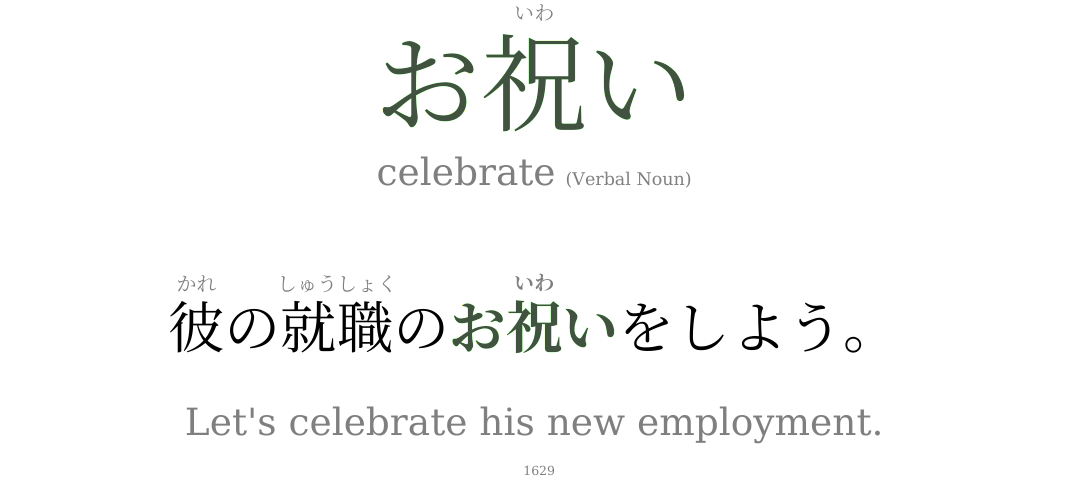 いわ
お祝い
celebrate (Verbal Noun)
かれ しゅうしょく いわ
彼の就職のお祝いをしよう。
Let's celebrate his new employment.
1629